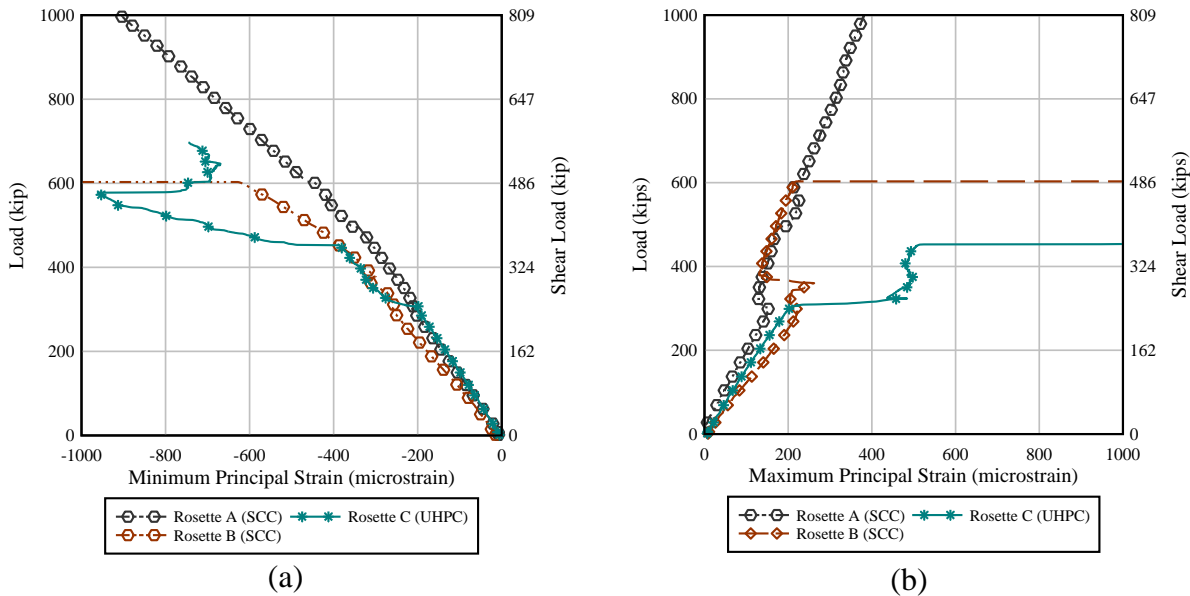 1000
800
600
400
200
0
Load (kip)
809
647
486
324
162
0
Shear Load (kip)
-1000
-800
-600
-400
-200
0
Minimum Principal Strain (microstrain)
Rosette A (SCC)
Rosette C (UHPC)
Rosette B (SCC)
(a)
1000
800
600
400
200
0
Load (kips)
809
647
486
324
162
0
Shear Load (kips)
0
200
400
600
800
1000
Maximum Principal Strain (microstrain)
Rosette A (SCC)
Rosette C (UHPC)
Rosette B (SCC)
(b)